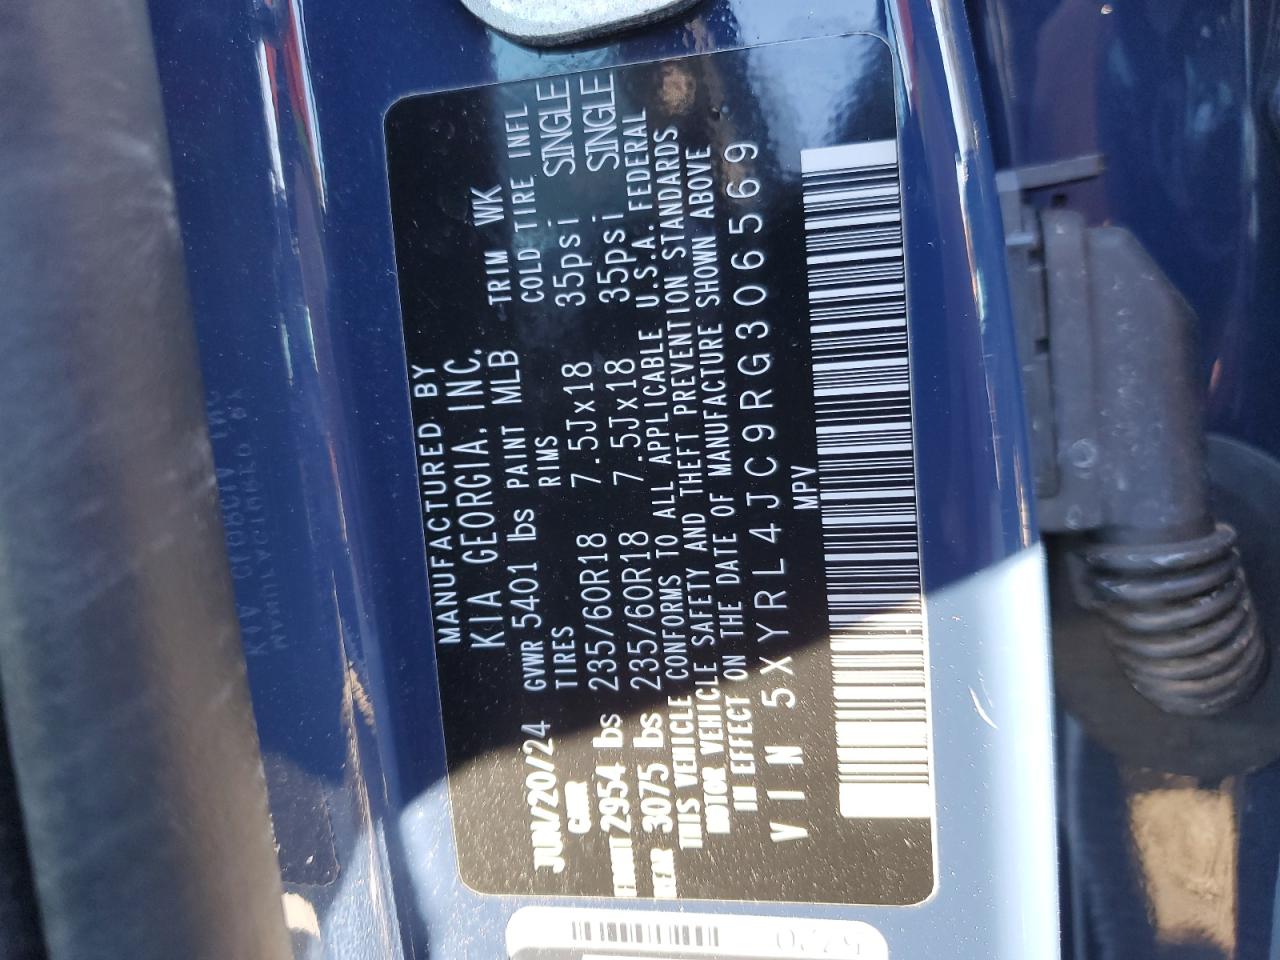 MANUFACTURED BY
KIA GEORGIA, INC.
JUN/20/24 GVWR 5401 lbs PAINT MLB TRIM WK
GAWR TIRES RIMS COLD TIRE INFL
FRONT 2954 lbs 235/60R18 7.5Jx18 35psi SINGLE
REAR 3075 lbs 235/60R18 7.5Jx18 35psi SINGLE
THIS VEHICLE CONFORMS TO ALL APPLICABLE U.S.A. FEDERAL
MOTOR VEHICLE SAFETY AND THEFT PREVENTION STANDARDS
IN EFFECT ON THE DATE OF MANUFACTURE SHOWN ABOVE
VIN 5XYRL4JC9RG306569
MPV